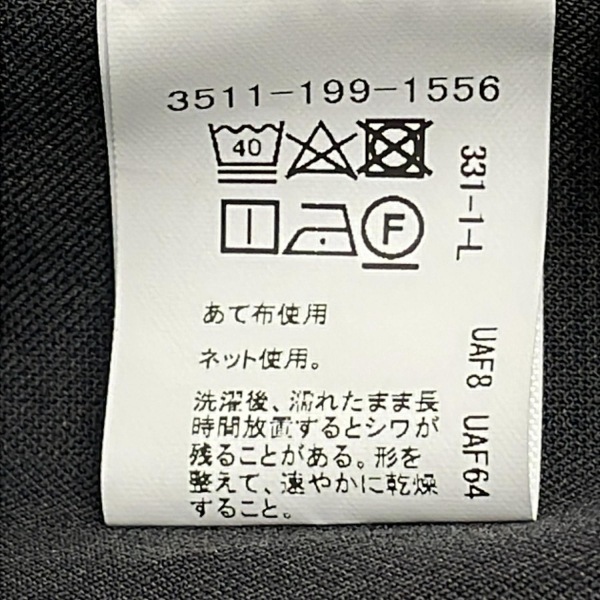 3511-199-1556
40
F
あて布使用
ネット使用。
洗濯後、濡れたまま長
時間放置するとシワが
残ることがある。形を
整えて、速やかに乾燥
すること。
331-1-L
UAF8 UAF64